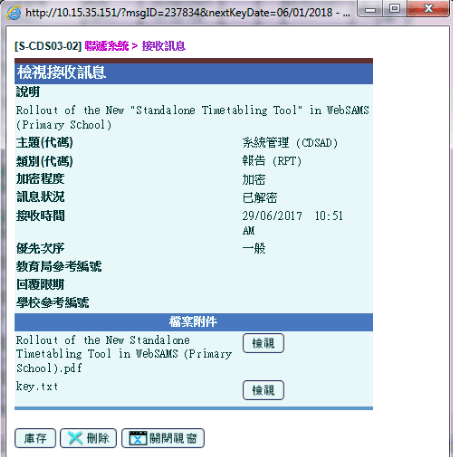 http://10.15.35.151/?msgID=237834&nextKeyDate=06/01/2018 - ...
[S-CDS03-02] 聯遞系統 > 接收訊息
檢視接收訊息
說明
Rollout of the New "Standalone Timetabling Tool" in WebSAMS
(Primary School)
主題(代碼) 系統管理 (CDSAD)
類別(代碼) 報告 (RPT)
加密程度 加密
訊息狀況 已解密
接收時間 29/06/2017 10:51
AM
優先次序 一般
教育局參考編號
回覆限期
學校參考編號
檔案附件
Rollout of the New Standalone
Timetabling Tool in WebSAMS (Primary
School).pdf 檢視
key.txt 檢視
庫存 刪除 關閉視窗